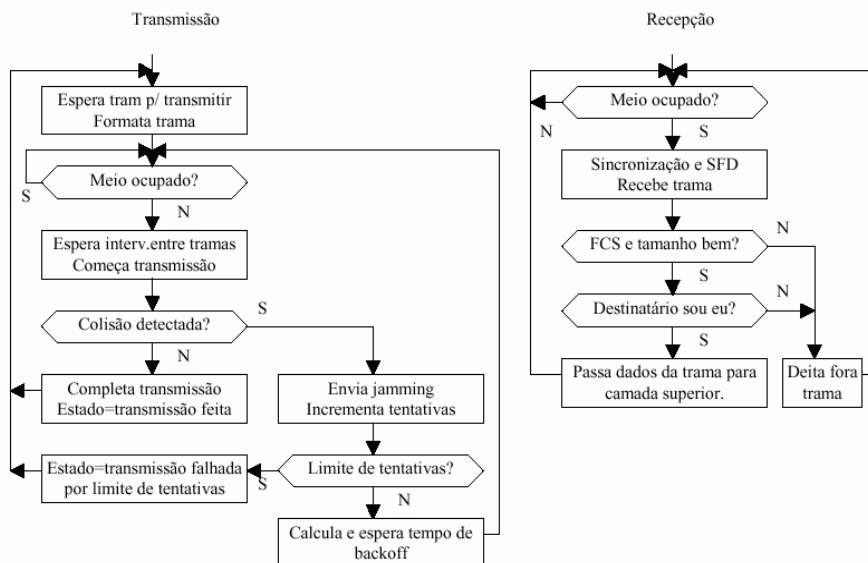 Transmissão
Espera tram p/ transmitir
Formata trama
Meio ocupado?
S
N
Espera interv.entre tramas
Começa transmissão
Colisão detectada?
S
N
Completa transmissão
Estado=transmissão feita
Envia jamming
Incrementa tentativas
Estado=transmissão falhada
por limite de tentativas
S
Limite de tentativas?
N
Calcula e espera tempo de
backoff
Recepção
Meio ocupado?
N
S
Sincronização e SFD
Recebe trama
FCS e tamanho bem?
N
S
Destinatário sou eu?
N
S
Passa dados da trama para
camada superior.
Deita fora
trama